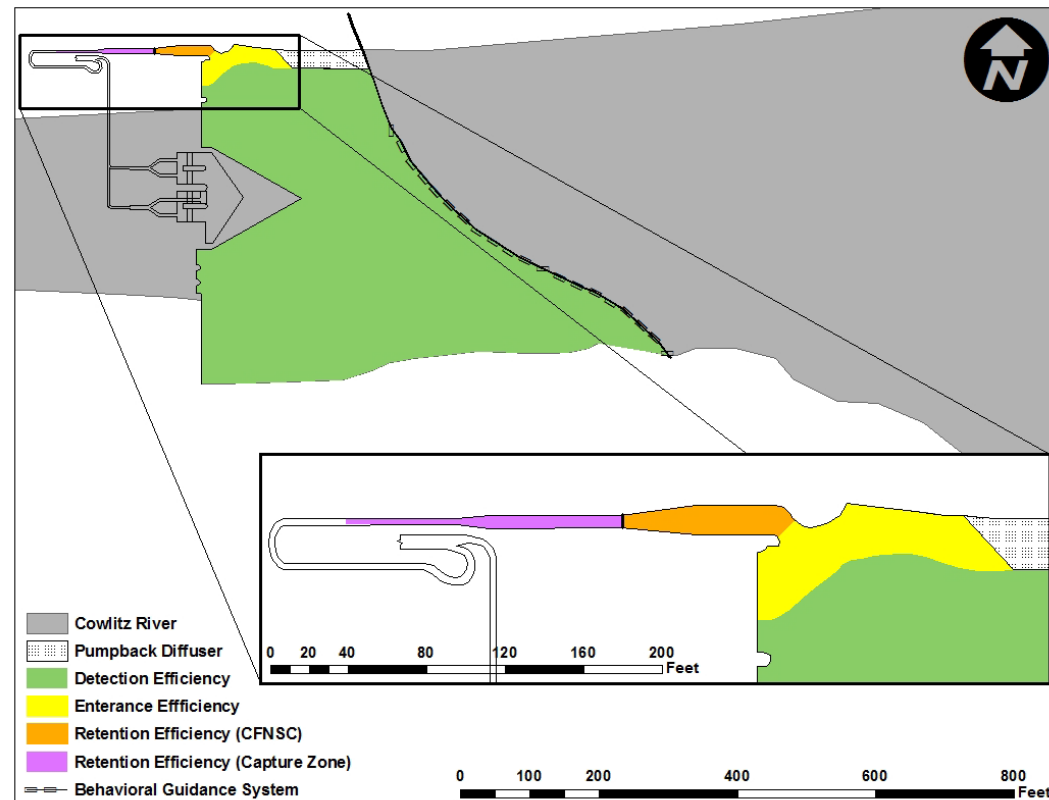 N
0 20 40 80 120 160 200
Feet
Cowlitz River
Pumpback Diffuser
Detection Efficiency
Enterance Effficiency
Retention Efficiency (CFNSC)
Retention Efficiency (Capture Zone)
Behavioral Guidance System
0 100 200 400 600 800
Feet